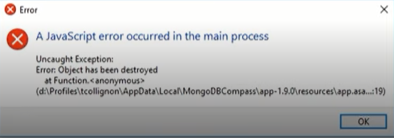 Error
A JavaScript error occurred in the main process
Uncaught Exception:
Error: Object has been destroyed
at Function.<anonymous>
(d:\Profiles\tcollignon\AppData\Local\MongoDBCompass\app-1.9.0\resources\app.asa...:19)
OK